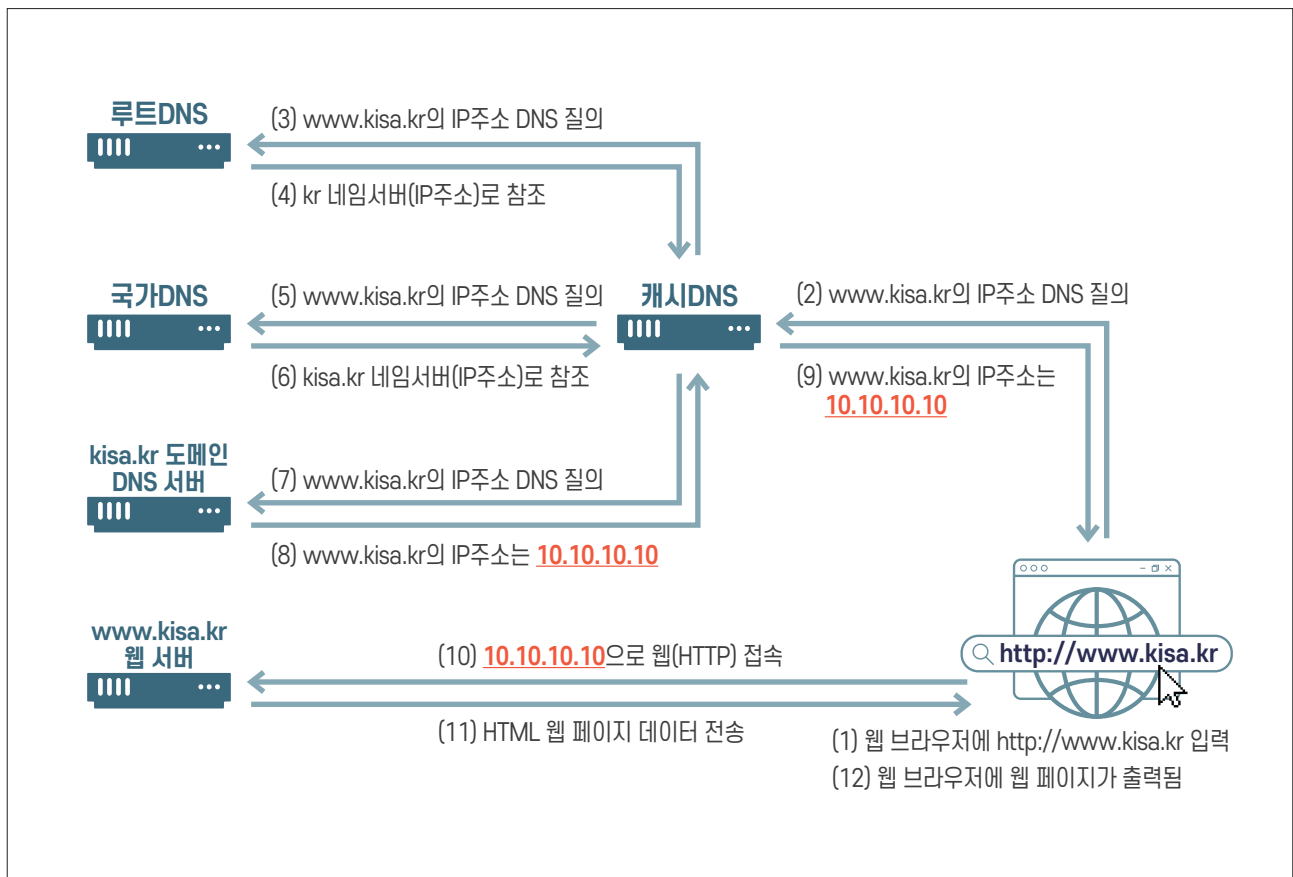 루트DNS
(3) www.kisa.kr의 IP주소 DNS 질의
(4) kr 네임서버(IP주소)로 참조
국가DNS
(5) www.kisa.kr의 IP주소 DNS 질의
(6) kisa.kr 네임서버(IP주소)로 참조
캐시DNS
(2) www.kisa.kr의 IP주소 DNS 질의
(9) www.kisa.kr의 IP주소는
10.10.10.10
kisa.kr 도메인
DNS 서버
(7) www.kisa.kr의 IP주소 DNS 질의
(8) www.kisa.kr의 IP주소는 10.10.10.10
www.kisa.kr
웹 서버
(10) 10.10.10.10으로 웹(HTTP) 접속
(11) HTML 웹 페이지 데이터 전송
http://www.kisa.kr
(1) 웹 브라우저에 http://www.kisa.kr 입력
(12) 웹 브라우저에 웹 페이지가 출력됨